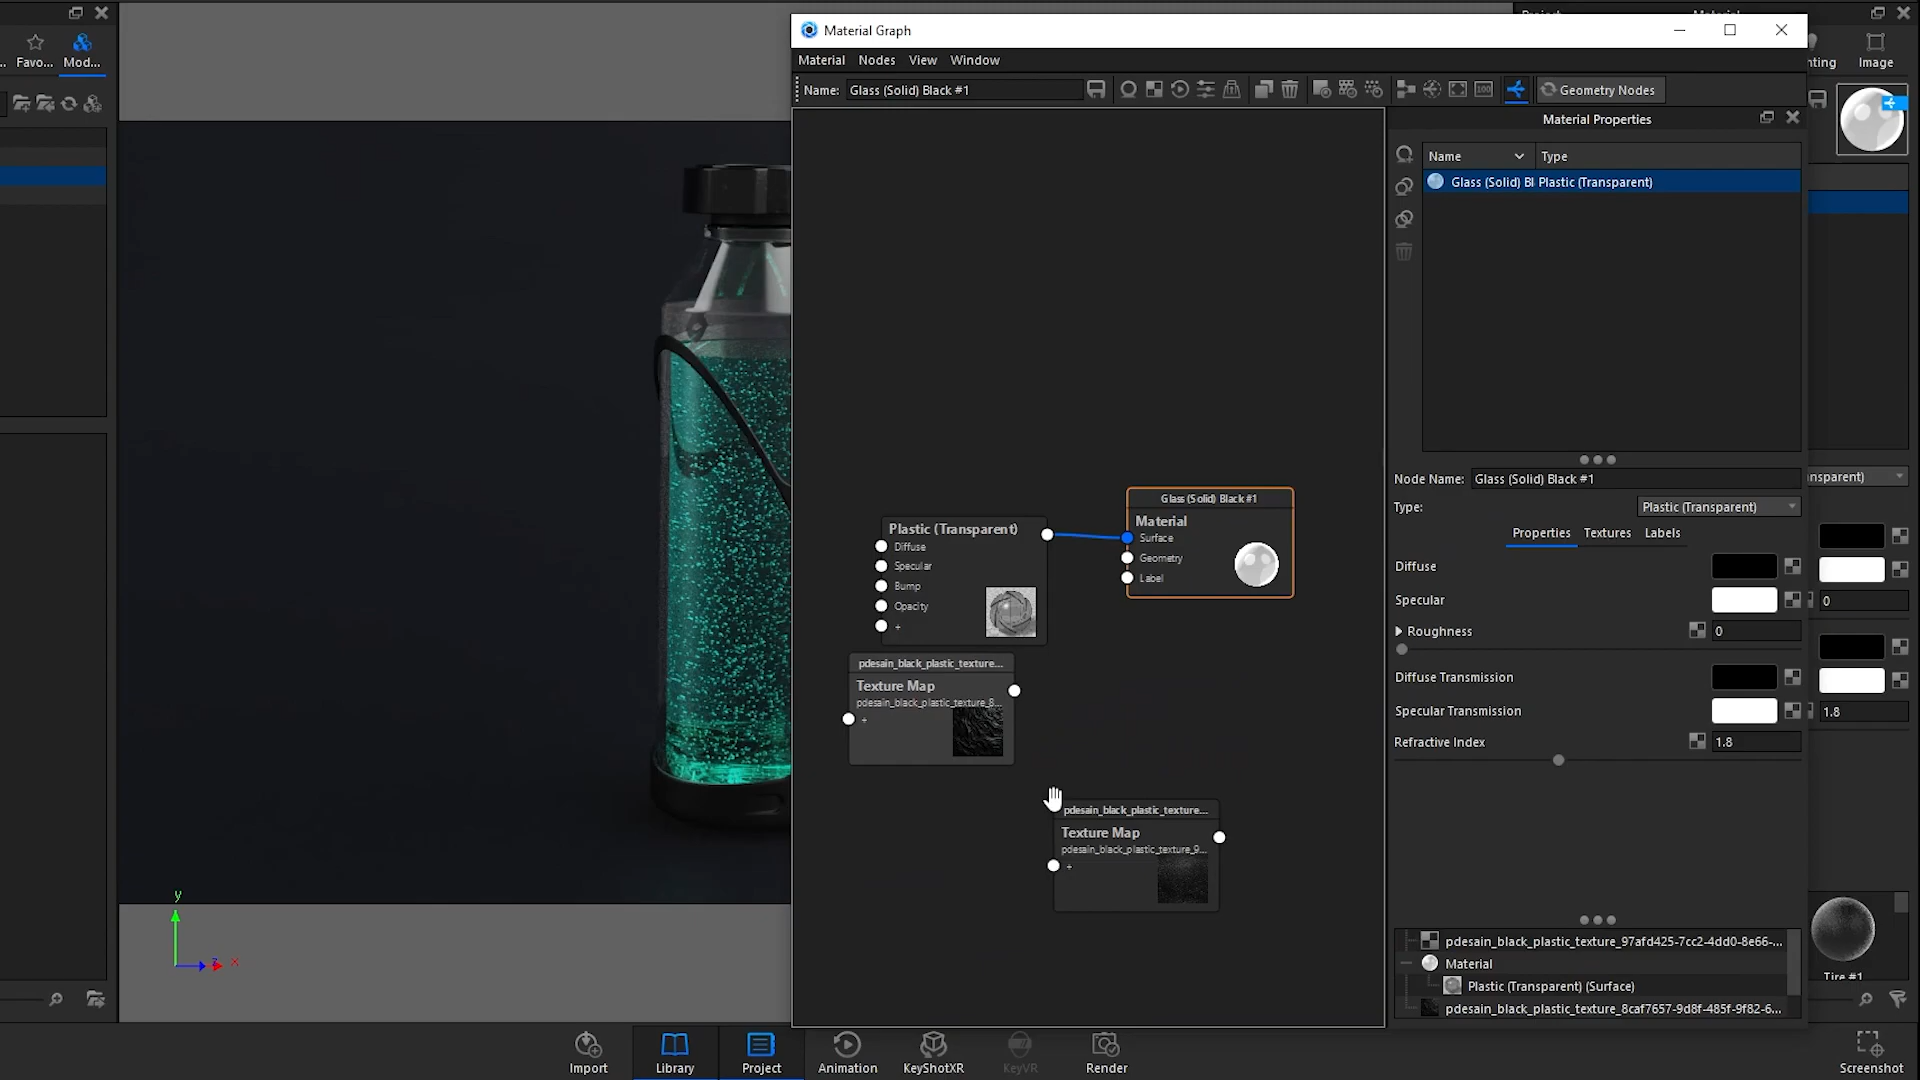 Favo...
Mod...
Material Graph
Material Nodes View Window
Name: Glass (Solid) Black #1
100
Geometry Nodes
Image
Material Properties
Name Type
Glass (Solid) Bl Plastic (Transparent)
Glass (Solid) Black #1
Material
Surface
Geometry
Label
Plastic (Transparent)
Diffuse
Specular
Bump
Opacity
+
pdesain_black_plastic_texture...
Texture Map
pdesain_black_plastic_texture_8...
+
pdesain_black_plastic_texture...
Texture Map
pdesain_black_plastic_texture_9...
+
Node Name: Glass (Solid) Black #1
Type: Plastic (Transparent)
Properties Textures Labels
Diffuse
Specular
Roughness 0
Diffuse Transmission
Specular Transmission
Refractive Index 1.8
0
1.8
pdesain_black_plastic_texture_97afd425-7cc2-4dd0-8e66-...
Material
Plastic (Transparent) (Surface)
pdesain_black_plastic_texture_8caf7657-9d8f-485f-9f82-6...
Tire #1
y
z
x
Import
Library
Project
Animation
KeyShotXR
KeyVR
Render
Screenshot